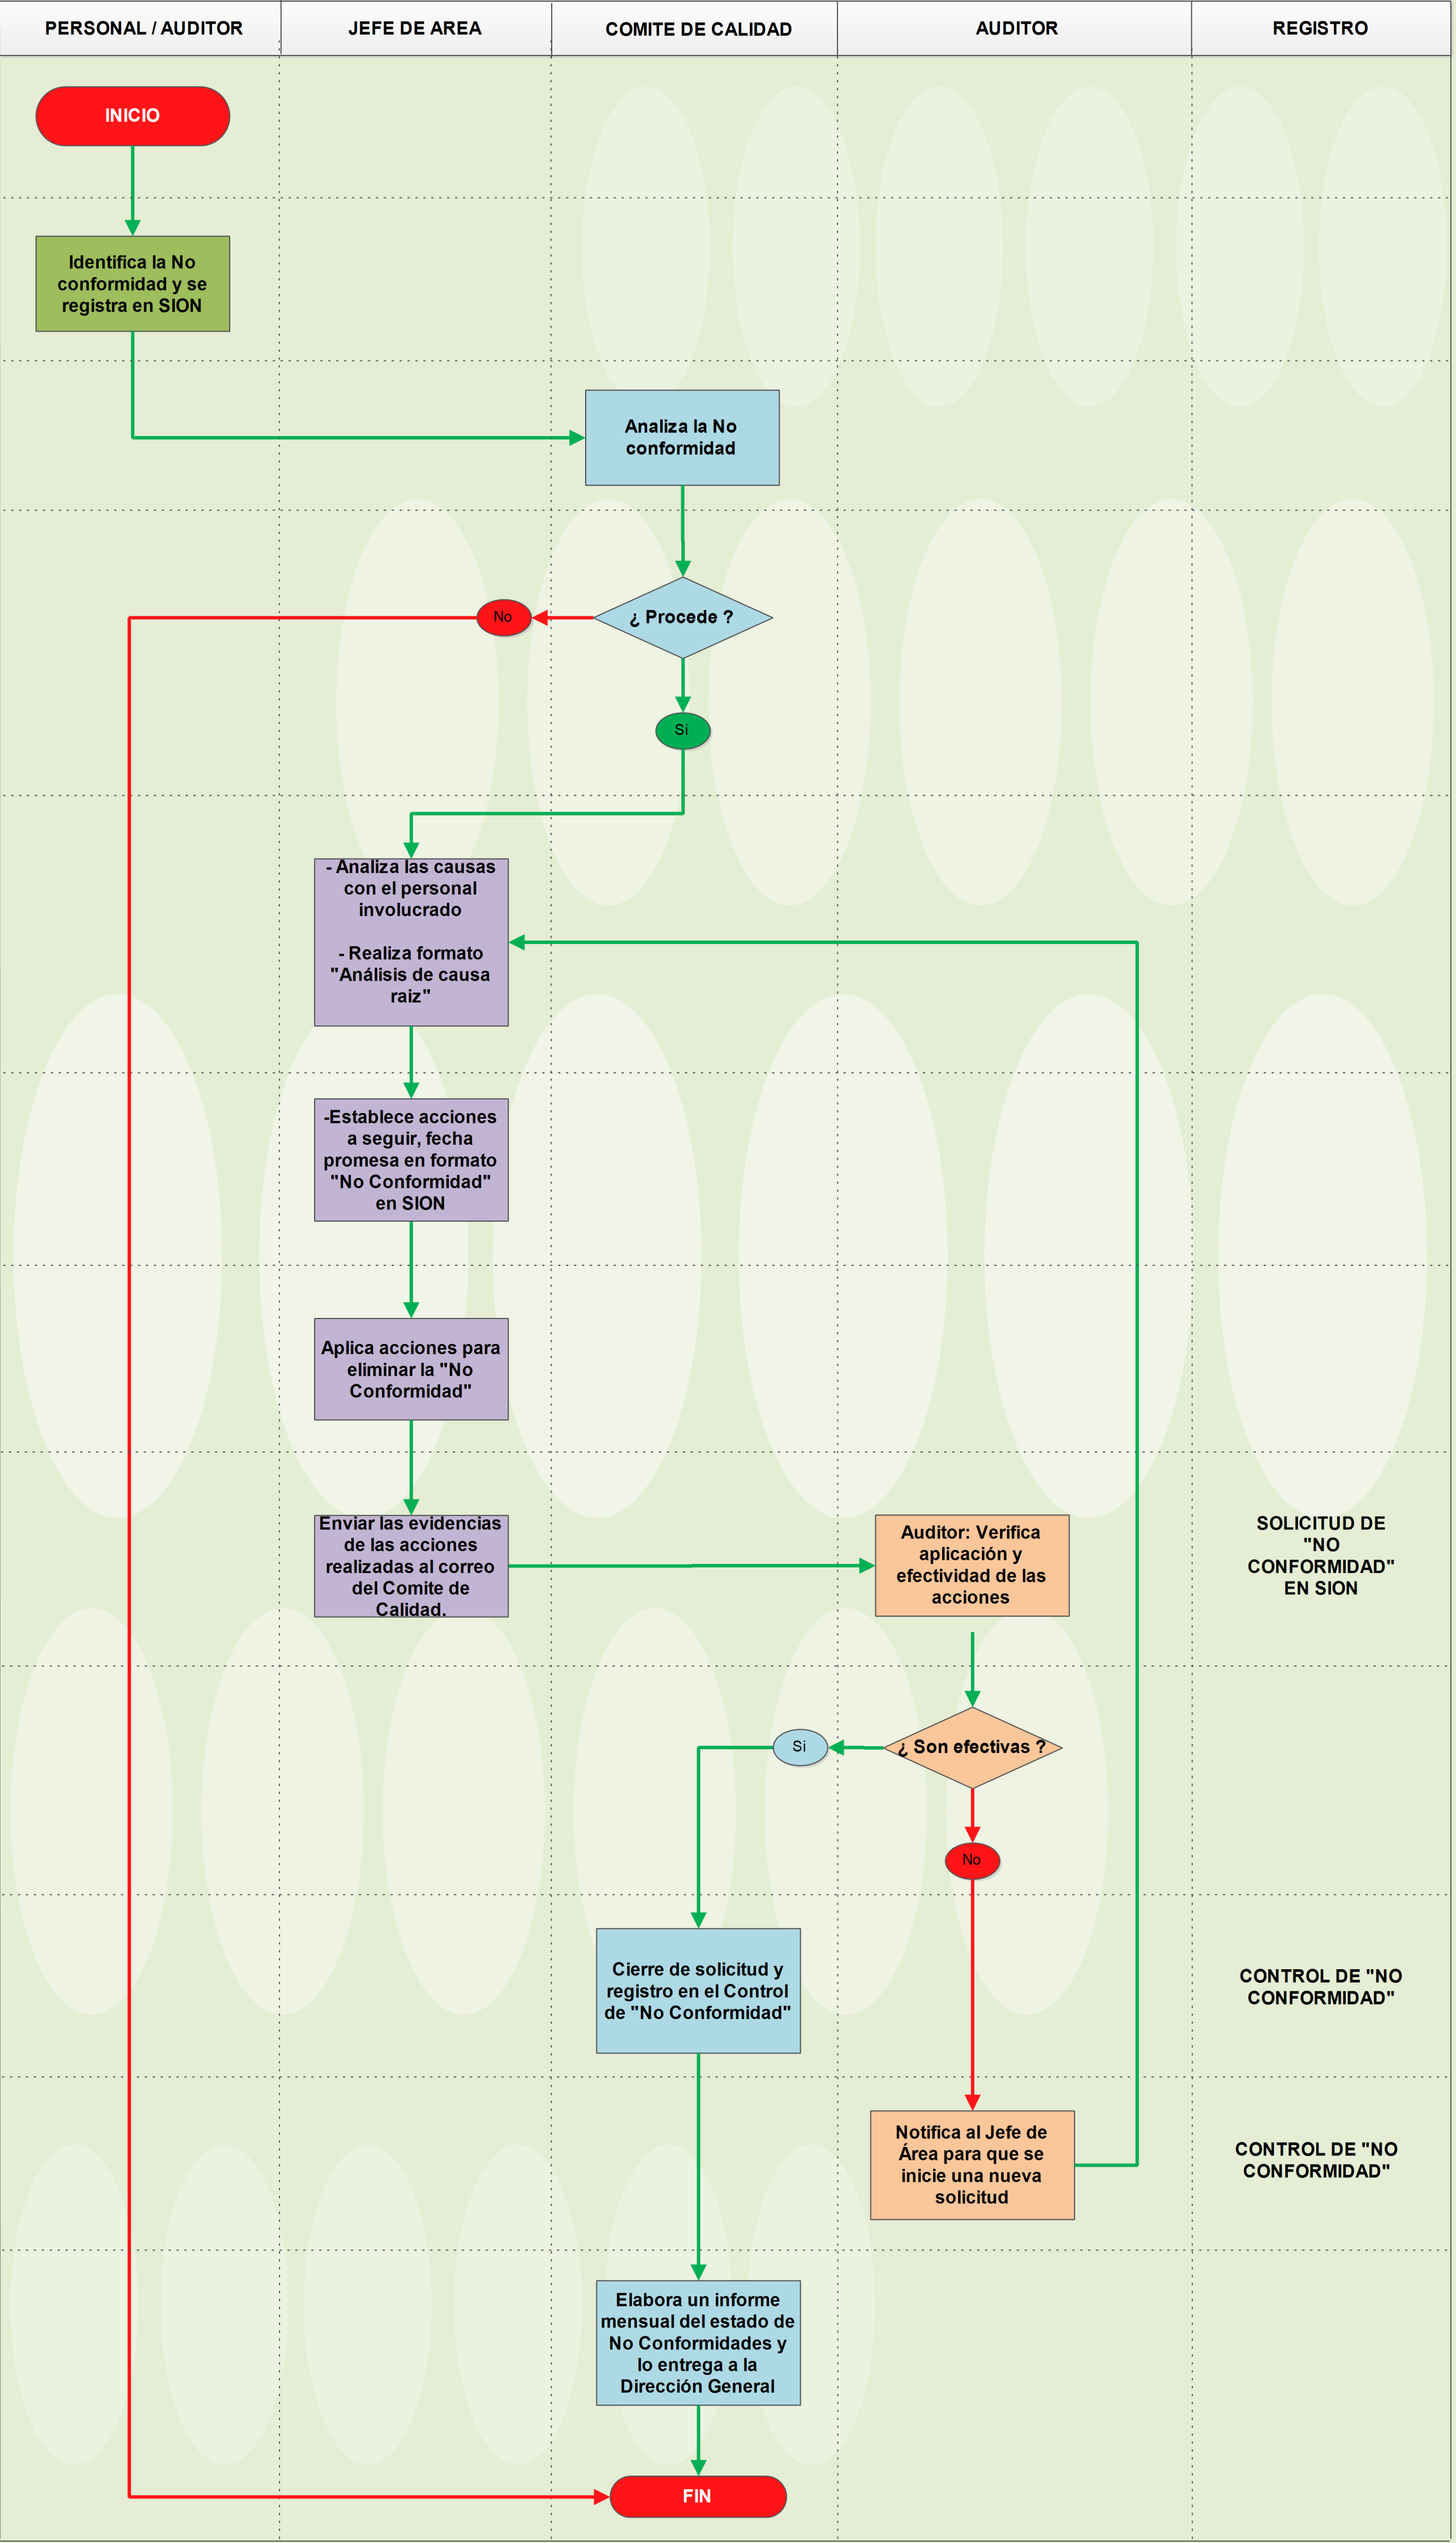 PERSONAL / AUDITOR
JEFE DE AREA
COMITE DE CALIDAD
AUDITOR
REGISTRO
INICIO
Identifica la No
conformidad y se
registra en SION
Analiza la No
conformidad
¿ Procede ?
No
Si
- Analiza las causas
con el personal
involucrado
- Realiza formato
"Análisis de causa
raiz"
-Establece acciones
a seguir, fecha
promesa en formato
"No Conformidad"
en SION
Aplica acciones para
eliminar la "No
Conformidad"
Enviar las evidencias
de las acciones
realizadas al correo
del Comite de
Calidad.
Auditor: Verifica
aplicación y
efectividad de las
acciones
SOLICITUD DE
"NO
CONFORMIDAD"
EN SION
¿ Son efectivas ?
Si
No
Cierre de solicitud y
registro en el Control
de "No Conformidad"
CONTROL DE "NO
CONFORMIDAD"
Notifica al Jefe de
Área para que se
inicie una nueva
solicitud
CONTROL DE "NO
CONFORMIDAD"
Elabora un informe
mensual del estado de
No Conformidades y
lo entrega a la
Dirección General
FIN